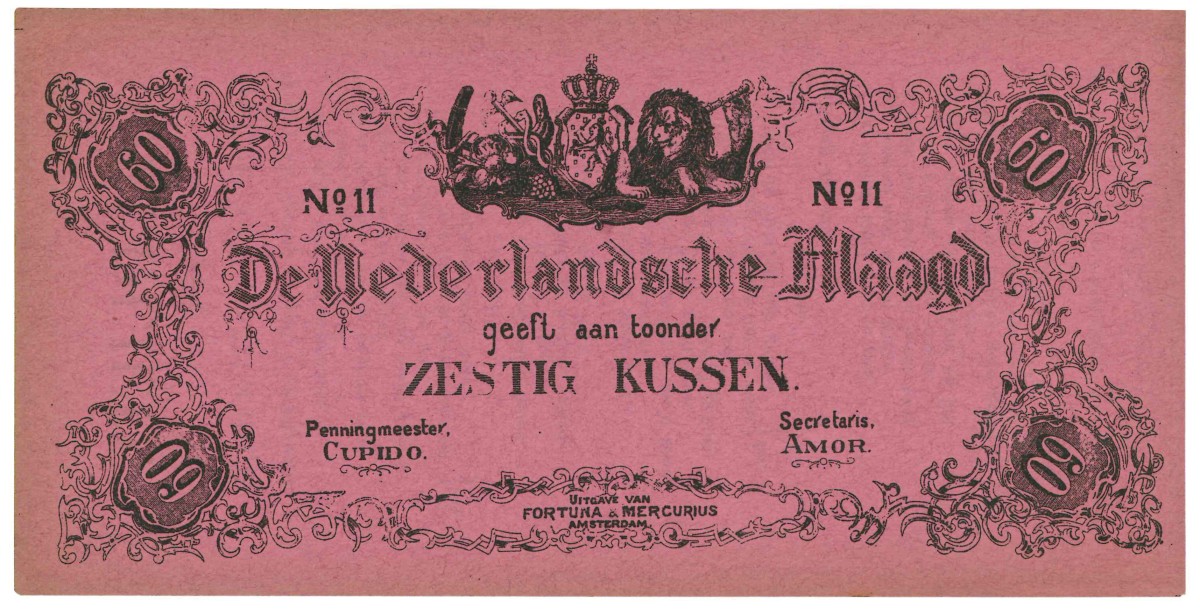 60
60
Nº 11
Nº 11
De Nederlandsche Maagd
geeft aan toonder
ZESTIG KUSSEN.
Penningmeester,
CUPIDO.
Secretaris,
AMOR.
60
60
UITGAVE VAN
FORTUNA & MERCURIUS
AMSTERDAM